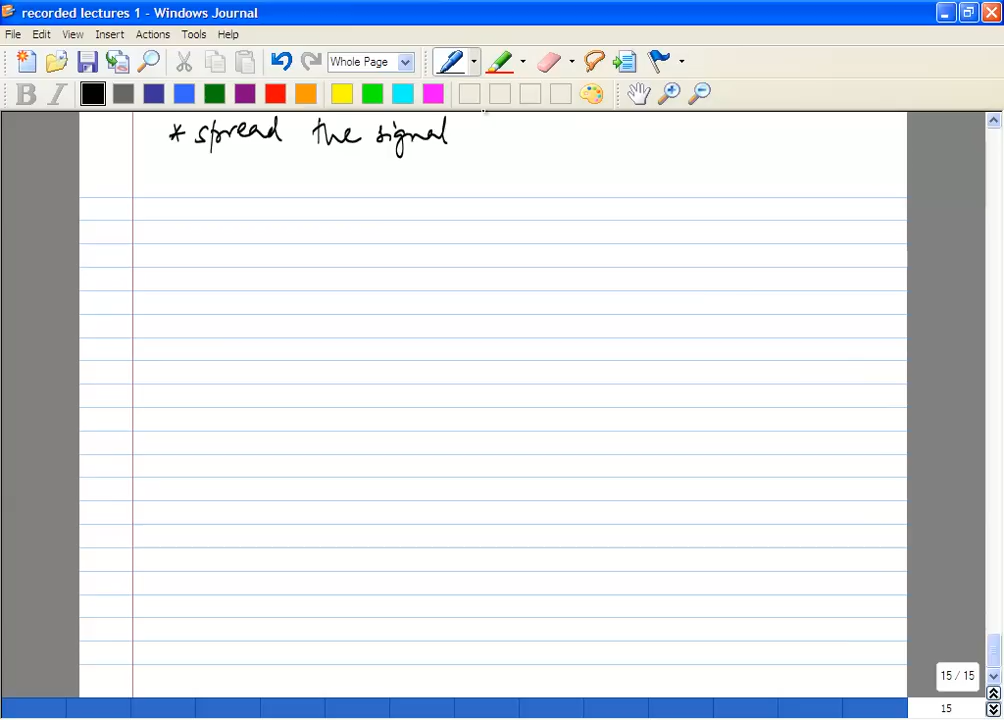 recorded lectures 1 - Windows Journal
File Edit View Insert Actions Tools Help
Whole Page
B I
* spread the signal
15 / 15
15